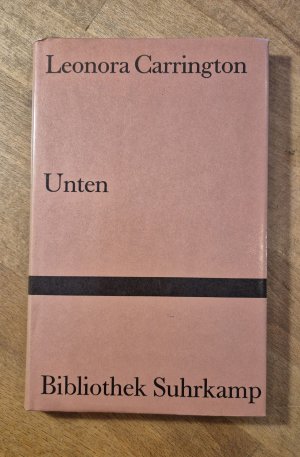 Leonora Carrington
Unten
Bibliothek Suhrkamp